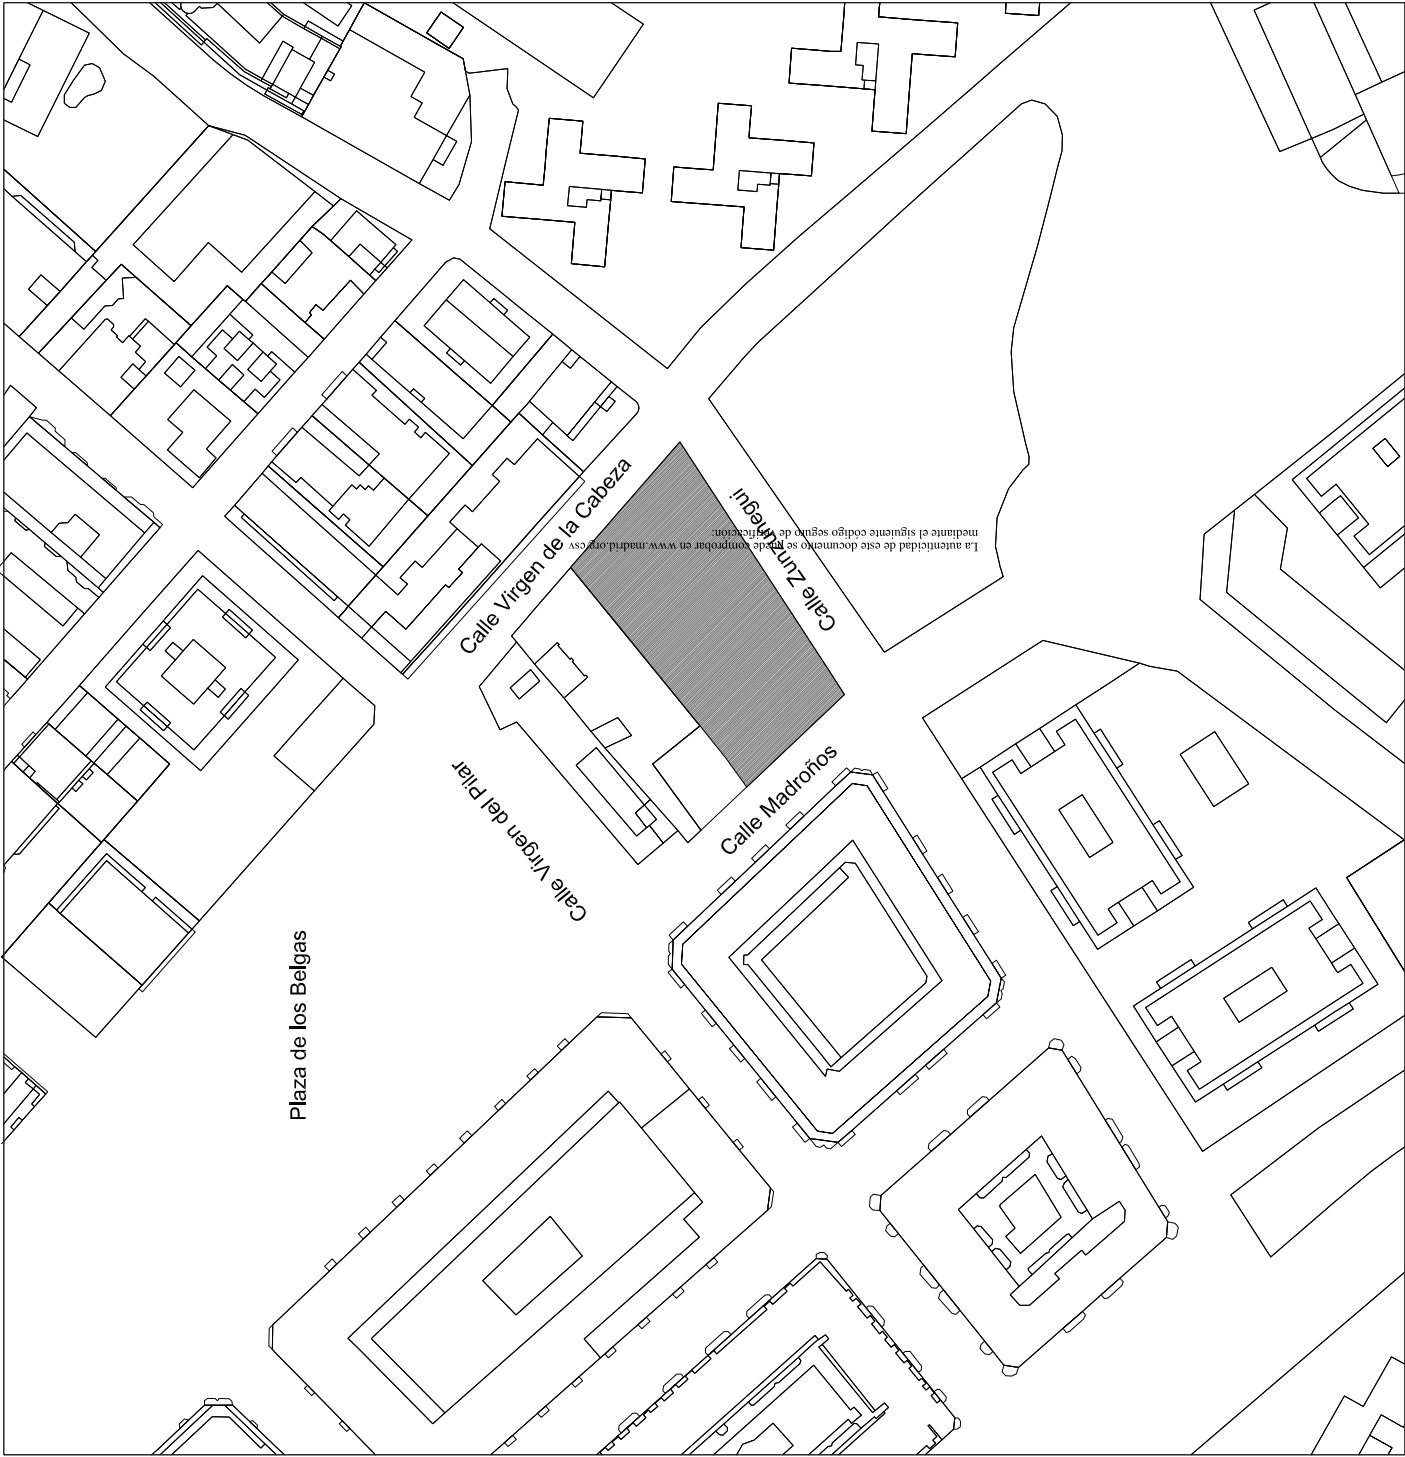 Calle Virgen de la Cabeza
Calle Zunzunegui
La autenticidad de este documento se puede comprobar en www.madrid.org/csv
mediante el siguiente código seguro de verificación:
Calle Madroños
Calle Virgen del Pilar
Plaza de los Belgas